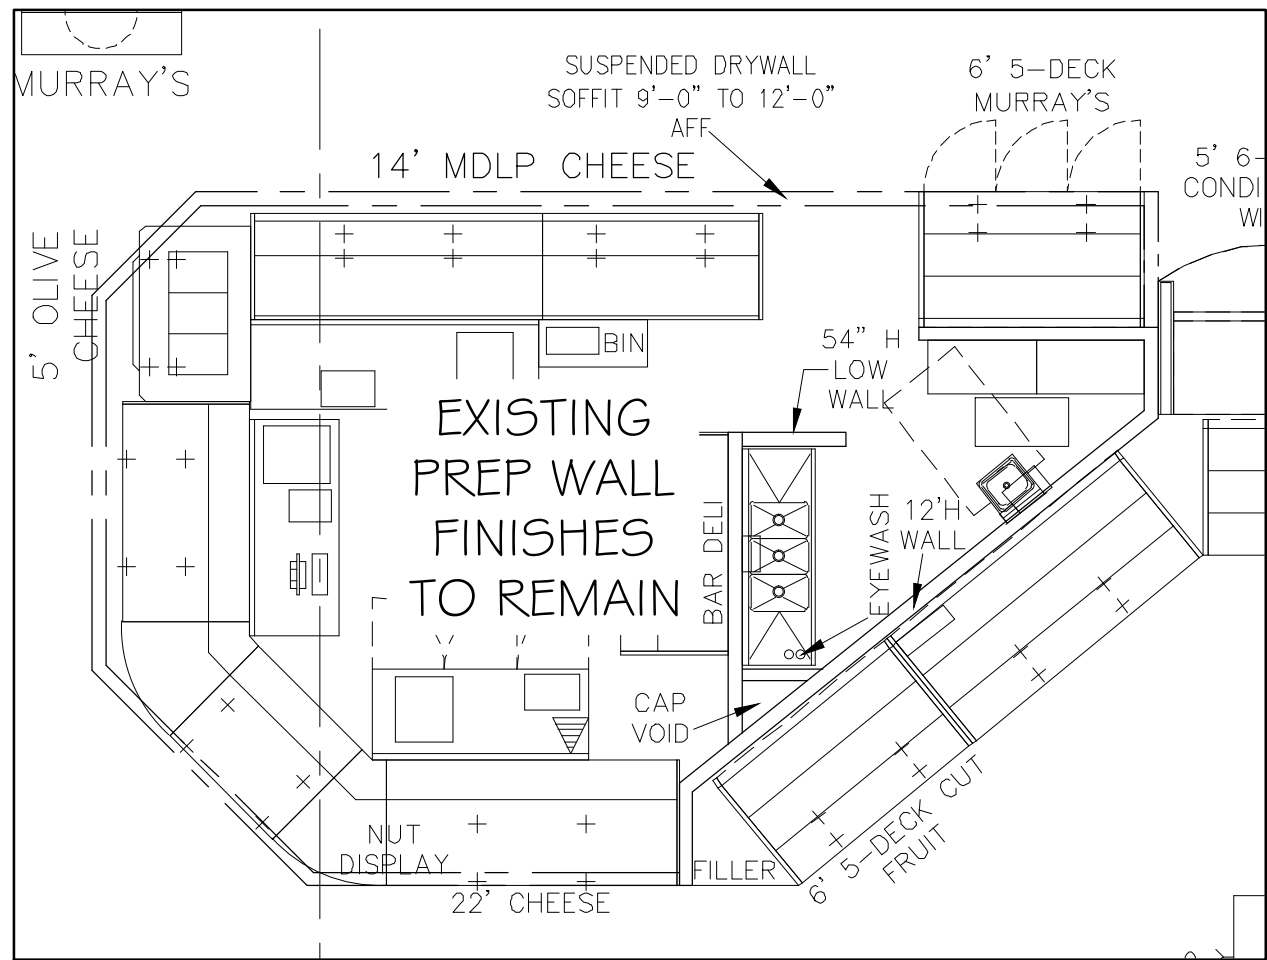 MURRAY'S
SUSPENDED DRYWALL
SOFFIT 9'-0" TO 12'-0"
AFF
6' 5-DECK
MURRAY'S
14' MDLP CHEESE
5' 6-
CONDI
WI
5' OLIVE
CHEESE
BIN
54" H
LOW
WALL
EXISTING
PREP WALL
FINISHES
TO REMAIN
BAR DELI
EYEWASH
12'H
WALL
CAP
VOID
NUT
DISPLAY
FILLER
22' CHEESE
6' 5-DECK CUT
FRUIT